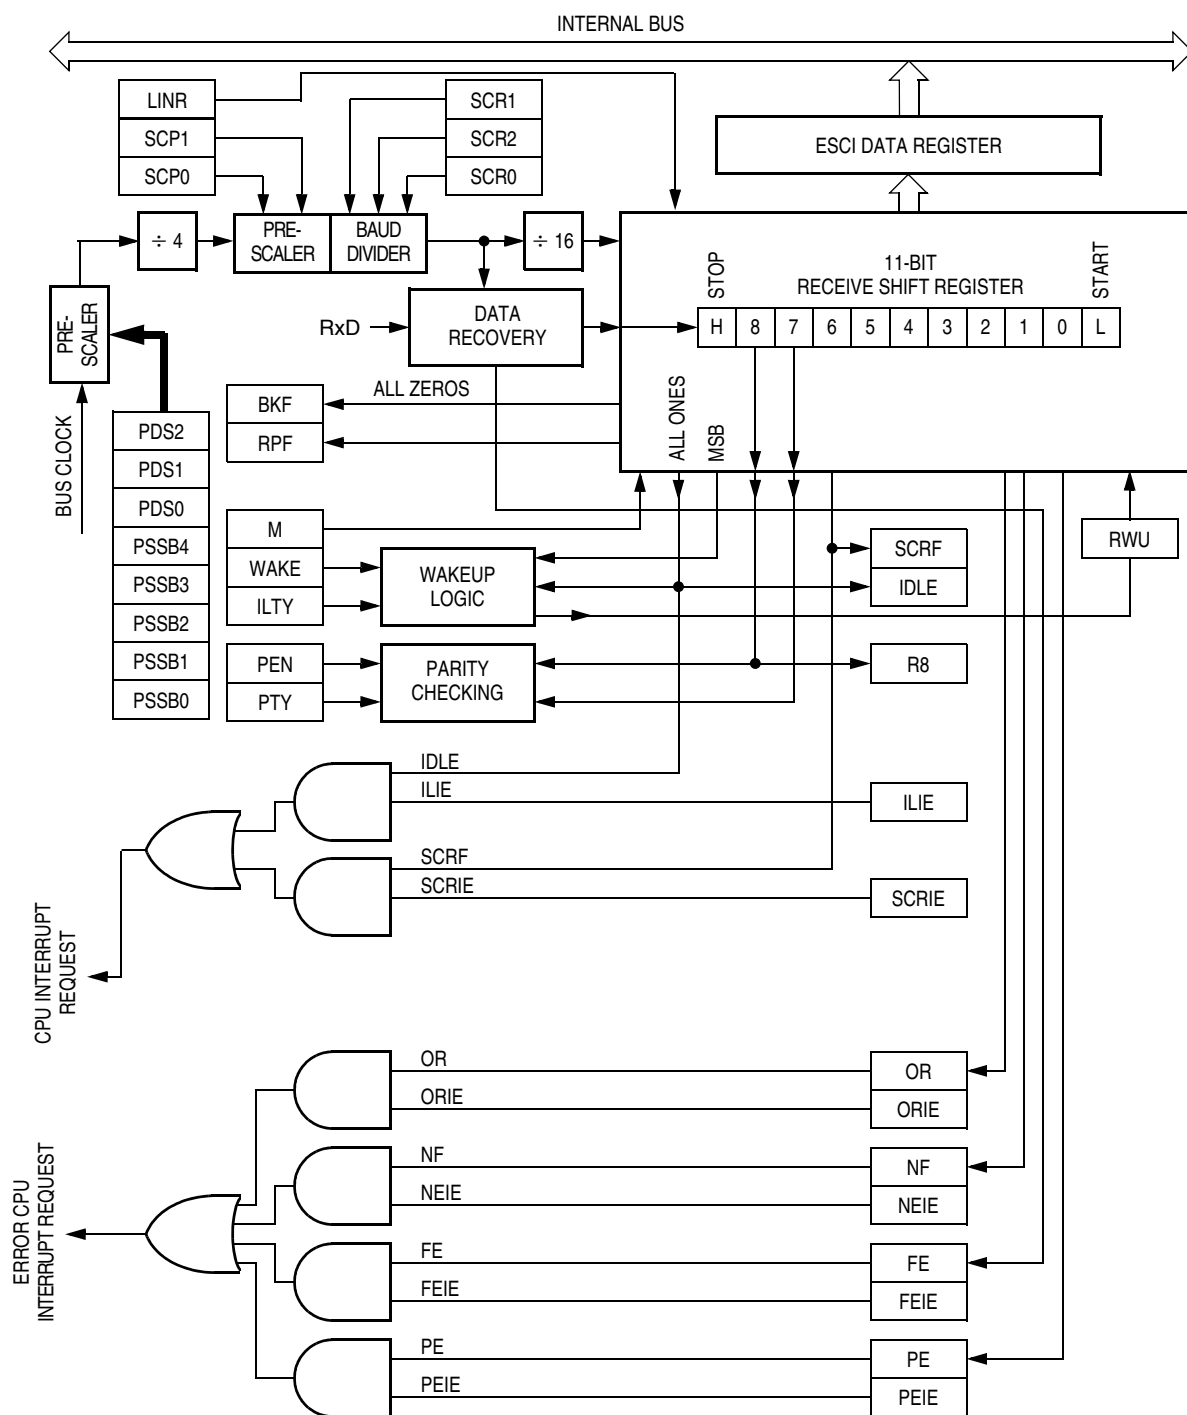 INTERNAL BUS
LINR
SCP1
SCP0
SCR1
SCR2
SCR0
ESCI DATA REGISTER
÷ 4
PRE-
SCALER
BAUD
DIVIDER
÷ 16
PRE-
SCALER
BUS CLOCK
RxD
DATA
RECOVERY
STOP
11-BIT
RECEIVE SHIFT REGISTER
START
H 8 7 6 5 4 3 2 1 0 L
ALL ZEROS
BKF
RPF
ALL ONES
MSB
PDS2
PDS1
PDS0
PSSB4
PSSB3
PSSB2
PSSB1
PSSB0
M
WAKE
ILTY
WAKEUP
LOGIC
SCRF
IDLE
RWU
PEN
PTY
PARITY
CHECKING
R8
IDLE
ILIE
ILIE
SCRF
SCRIE
SCRIE
CPU INTERRUPT
REQUEST
OR
ORIE
OR
ORIE
NF
NEIE
NF
NEIE
FE
FEIE
FE
FEIE
PE
PEIE
PE
PEIE
ERROR CPU
INTERRUPT REQUEST